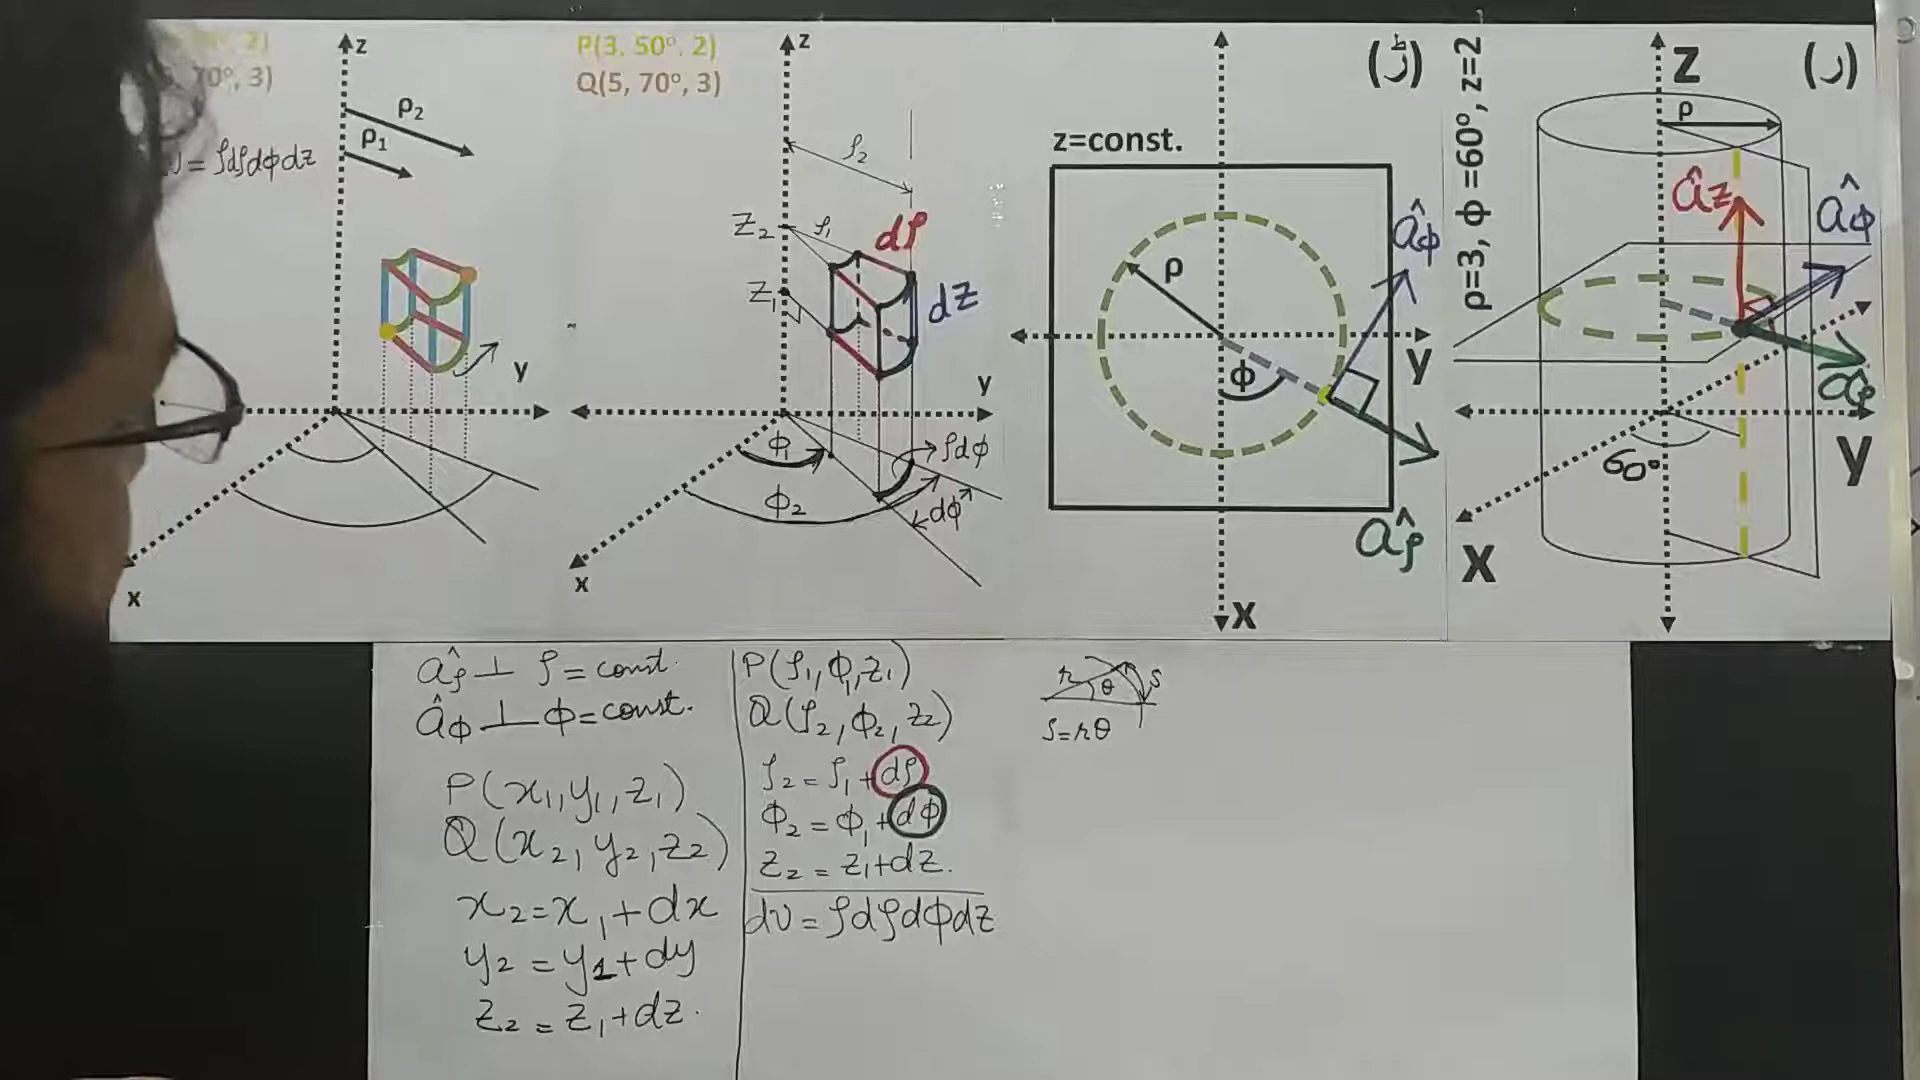 , 2)
70°, 3)
z
ρ2
ρ1
= ρdρdϕdz
y
x
P(3, 50°, 2)
Q(5, 70°, 3)
z
ρ2
z2
ρ1
dρ
z1
dz
y
ϕ1
ρdϕ
ϕ2
dϕ
x
z=const.
ρ
âϕ
ϕ
y
âρ
x
ρ=3, ϕ =60°, z=2
(ر)
z
ρ
âz
âϕ
âρ
60°
y
x
âρ ⊥ ρ = const.
âϕ ⊥ ϕ = const.
P(x1, y1, z1)
Q(x2, y2, z2)
x2 = x1 + dx
y2 = y1 + dy
z2 = z1 + dz.
P(ρ1, ϕ1, z1)
Q(ρ2, ϕ2, z2)
ρ2 = ρ1 + dρ
ϕ2 = ϕ1 + dϕ
z2 = z1 + dz.
dv = ρdρdϕdz
r θ S
S = rθ